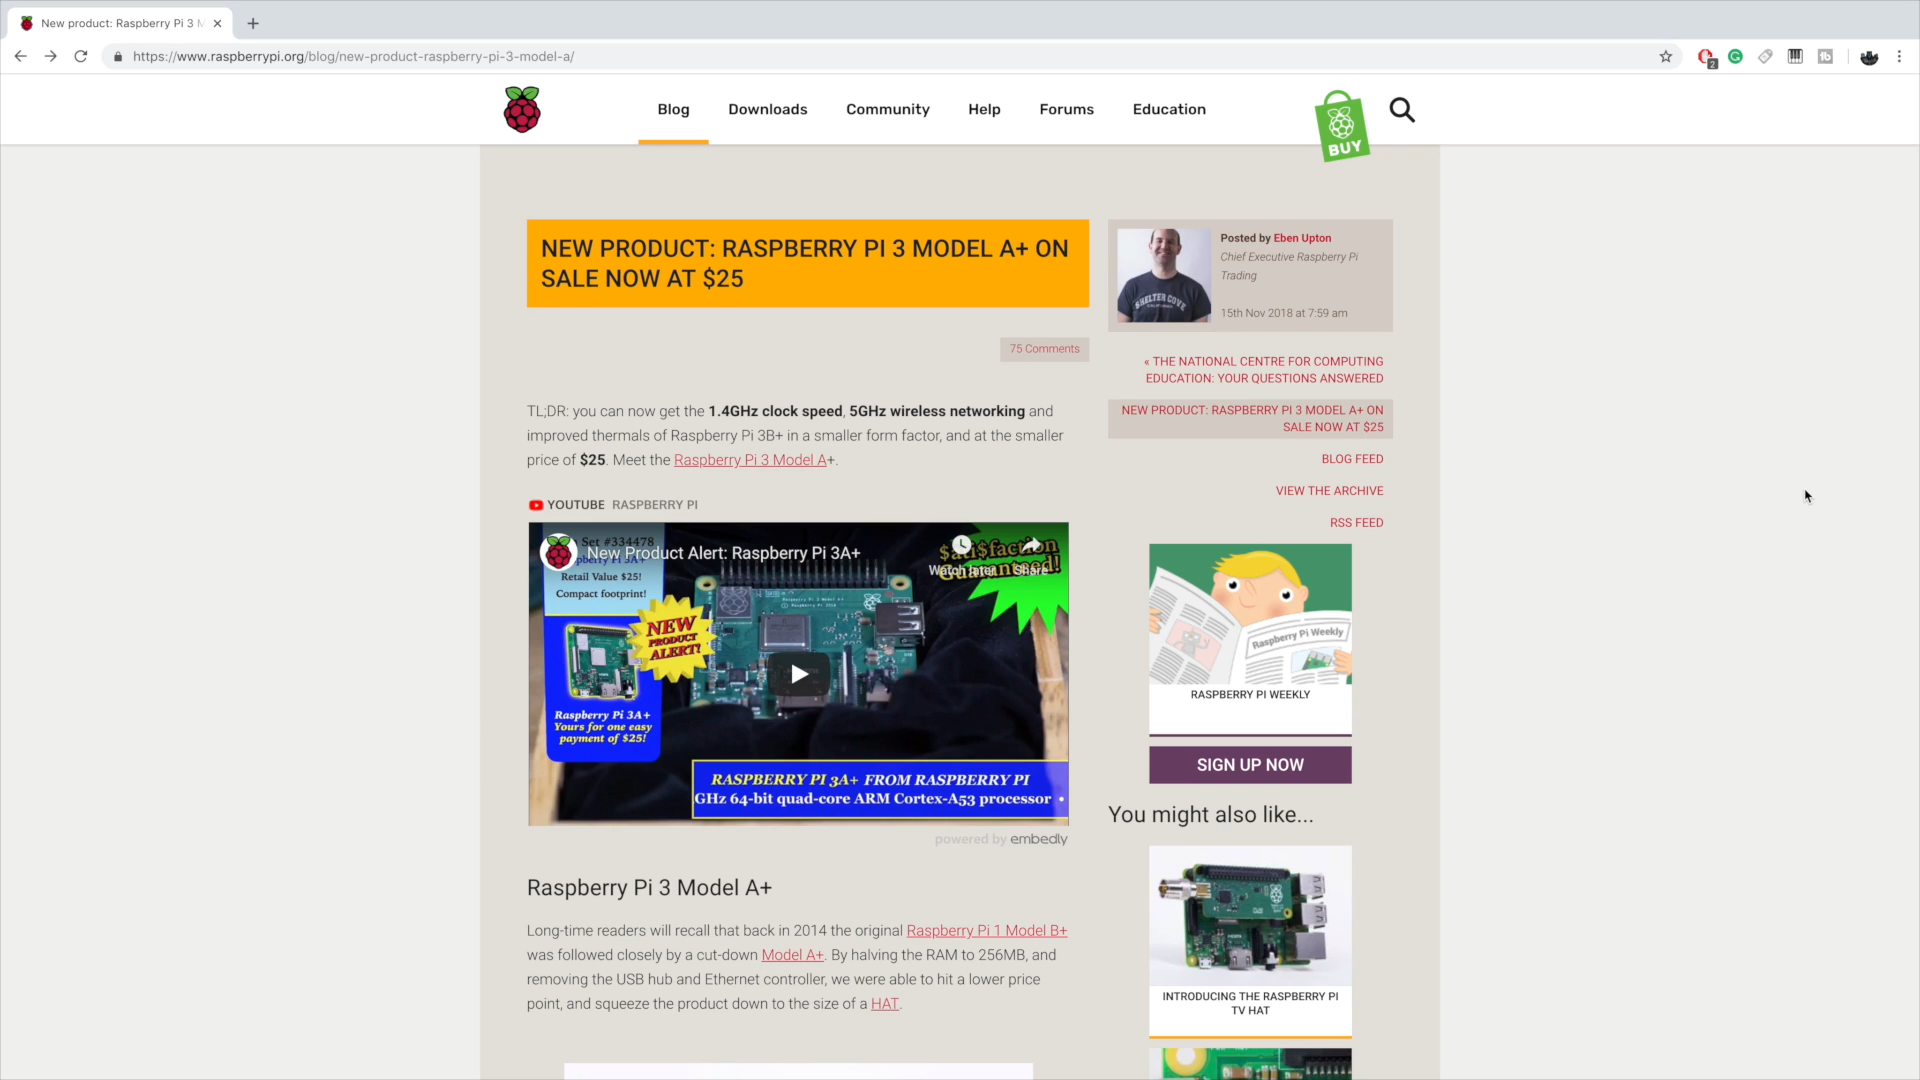 New product: Raspberry Pi 3 M
https://www.raspberrypi.org/blog/new-product-raspberry-pi-3-model-a/
2
Blog
Downloads
Community
Help
Forums
Education
BUY
NEW PRODUCT: RASPBERRY PI 3 MODEL A+ ON
SALE NOW AT $25
75 Comments
TL;DR: you can now get the 1.4GHz clock speed, 5GHz wireless networking and
improved thermals of Raspberry Pi 3B+ in a smaller form factor, and at the smaller
price of $25. Meet the Raspberry Pi 3 Model A+.
YOUTUBE RASPBERRY PI
Set #334478
New Product Alert: Raspberry Pi 3A+
Watch later
Share
$ati$faction
Guaranteed!
Retail Value $25!
Compact footprint!
Raspberry Pi 3 Model A+
NEW
PRODUCT
ALERT!
Raspberry Pi 3A+
Yours for one easy
payment of $25!
RASPBERRY PI 3A+ FROM RASPBERRY PI
GHz 64-bit quad-core ARM Cortex-A53 processor •
powered by embedly
Raspberry Pi 3 Model A+
Long-time readers will recall that back in 2014 the original Raspberry Pi 1 Model B+
was followed closely by a cut-down Model A+. By halving the RAM to 256MB, and
removing the USB hub and Ethernet controller, we were able to hit a lower price
point, and squeeze the product down to the size of a HAT.
Posted by Eben Upton
Chief Executive Raspberry Pi
Trading
SHELTER COVE
15th Nov 2018 at 7:59 am
« THE NATIONAL CENTRE FOR COMPUTING
EDUCATION: YOUR QUESTIONS ANSWERED
NEW PRODUCT: RASPBERRY PI 3 MODEL A+ ON
SALE NOW AT $25
BLOG FEED
VIEW THE ARCHIVE
RSS FEED
Raspberry Pi Weekly
RASPBERRY PI WEEKLY
SIGN UP NOW
You might also like...
INTRODUCING THE RASPBERRY PI
TV HAT